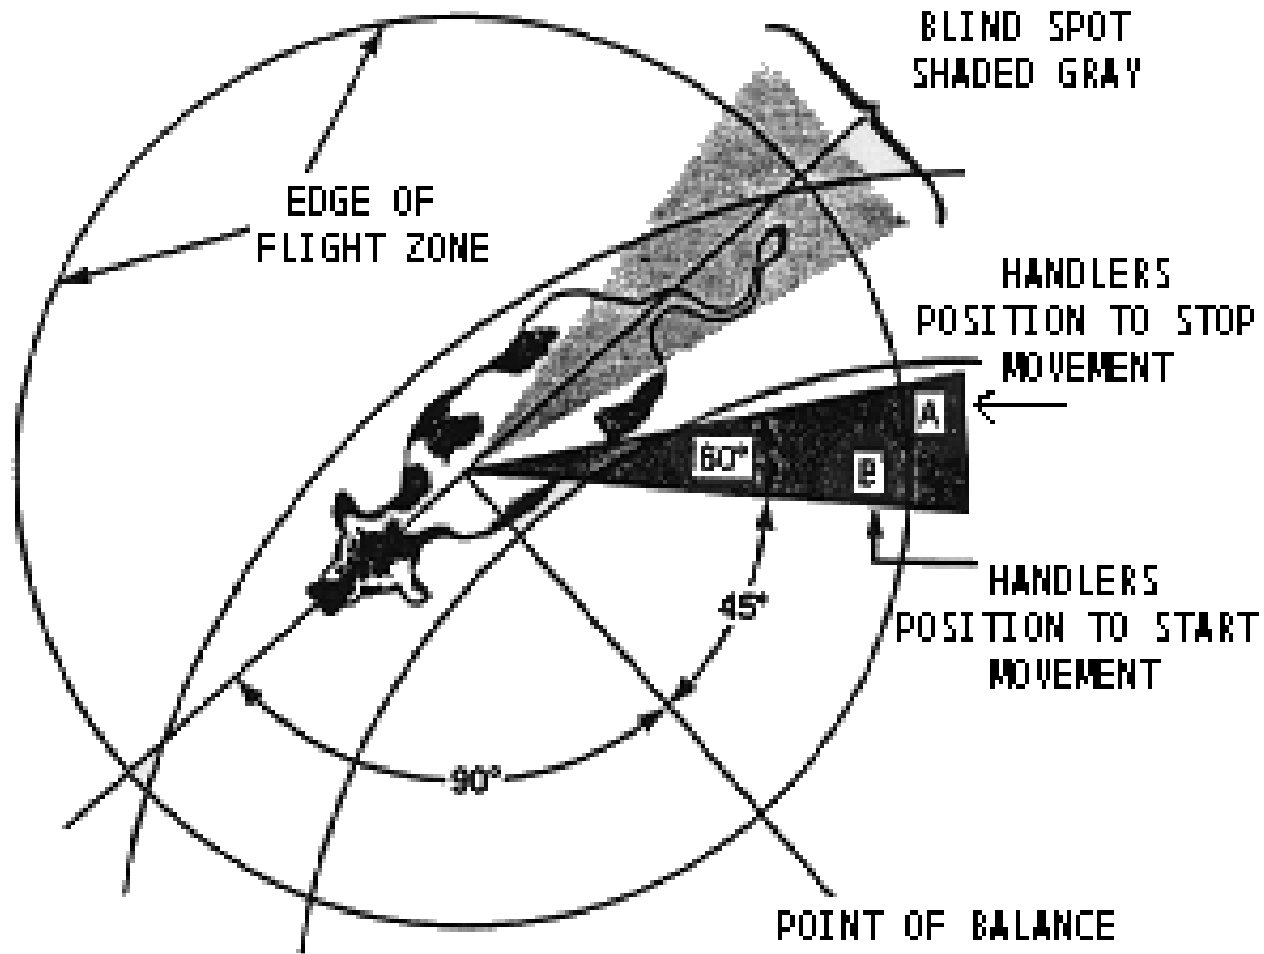 BLIND SPOT
SHADED GRAY
EDGE OF
FLIGHT ZONE
HANDLERS
POSITION TO STOP
MOVEMENT
A
60°
B
45°
HANDLERS
POSITION TO START
MOVEMENT
90°
POINT OF BALANCE